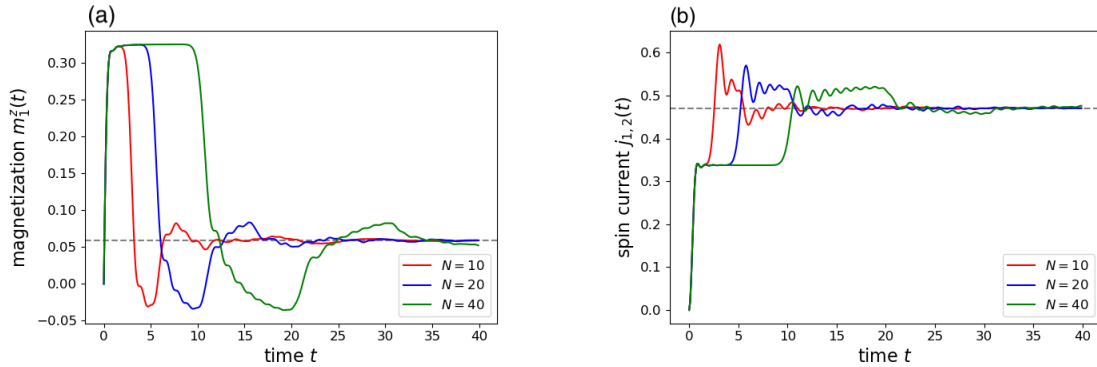 (a)
magnetization $m_1^z(t)$
0.30
0.25
0.20
0.15
0.10
0.05
0.00
−0.05
0 5 10 15 20 25 30 35 40
time $t$
N = 10
N = 20
N = 40
(b)
spin current $j_{1,2}(t)$
0.6
0.5
0.4
0.3
0.2
0.1
0.0
0 5 10 15 20 25 30 35 40
time $t$
N = 10
N = 20
N = 40